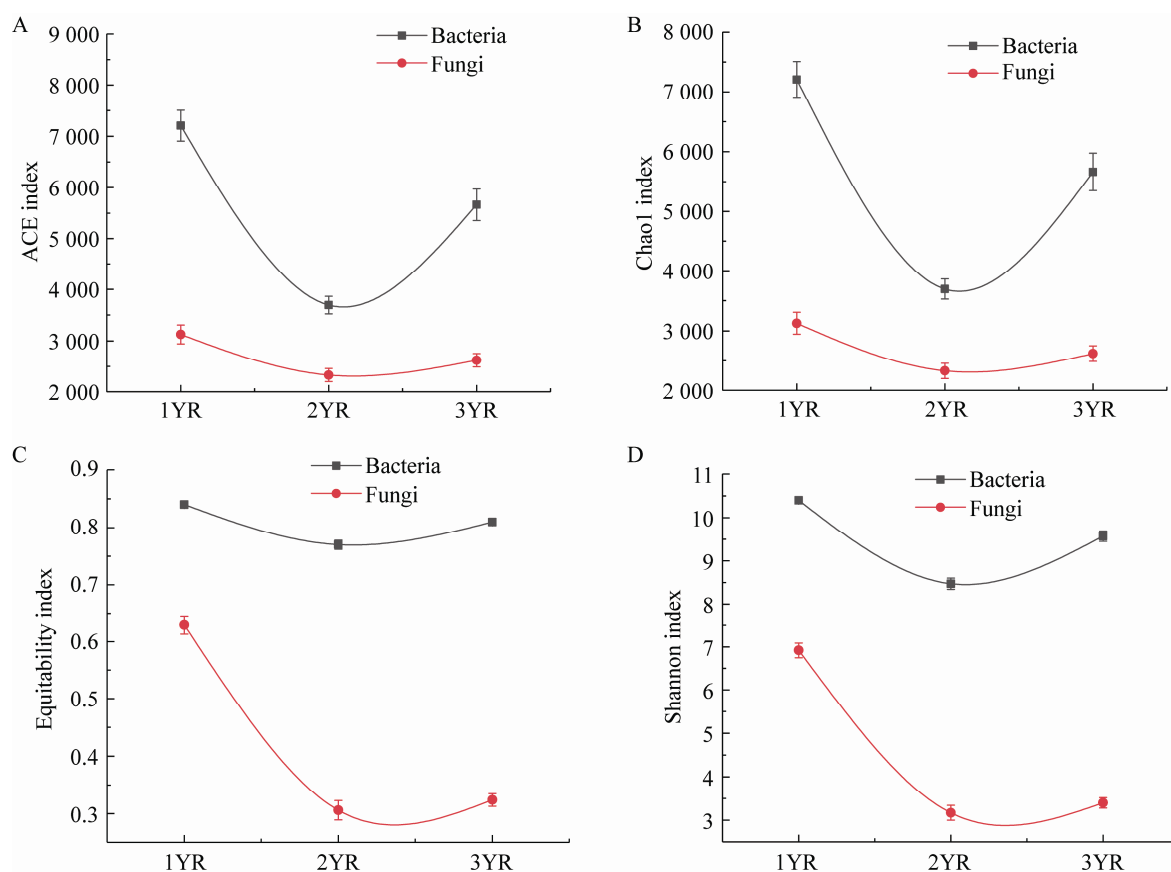 A
9 000
8 000
7 000
6 000
5 000
4 000
3 000
2 000
ACE index
Bacteria
Fungi
1YR 2YR 3YR
B
8 000
7 000
6 000
5 000
4 000
3 000
2 000
Chao1 index
Bacteria
Fungi
1YR 2YR 3YR
C
0.9
0.8
0.7
0.6
0.5
0.4
0.3
Equitability index
Bacteria
Fungi
1YR 2YR 3YR
D
11
10
9
8
7
6
5
4
3
Shannon index
Bacteria
Fungi
1YR 2YR 3YR